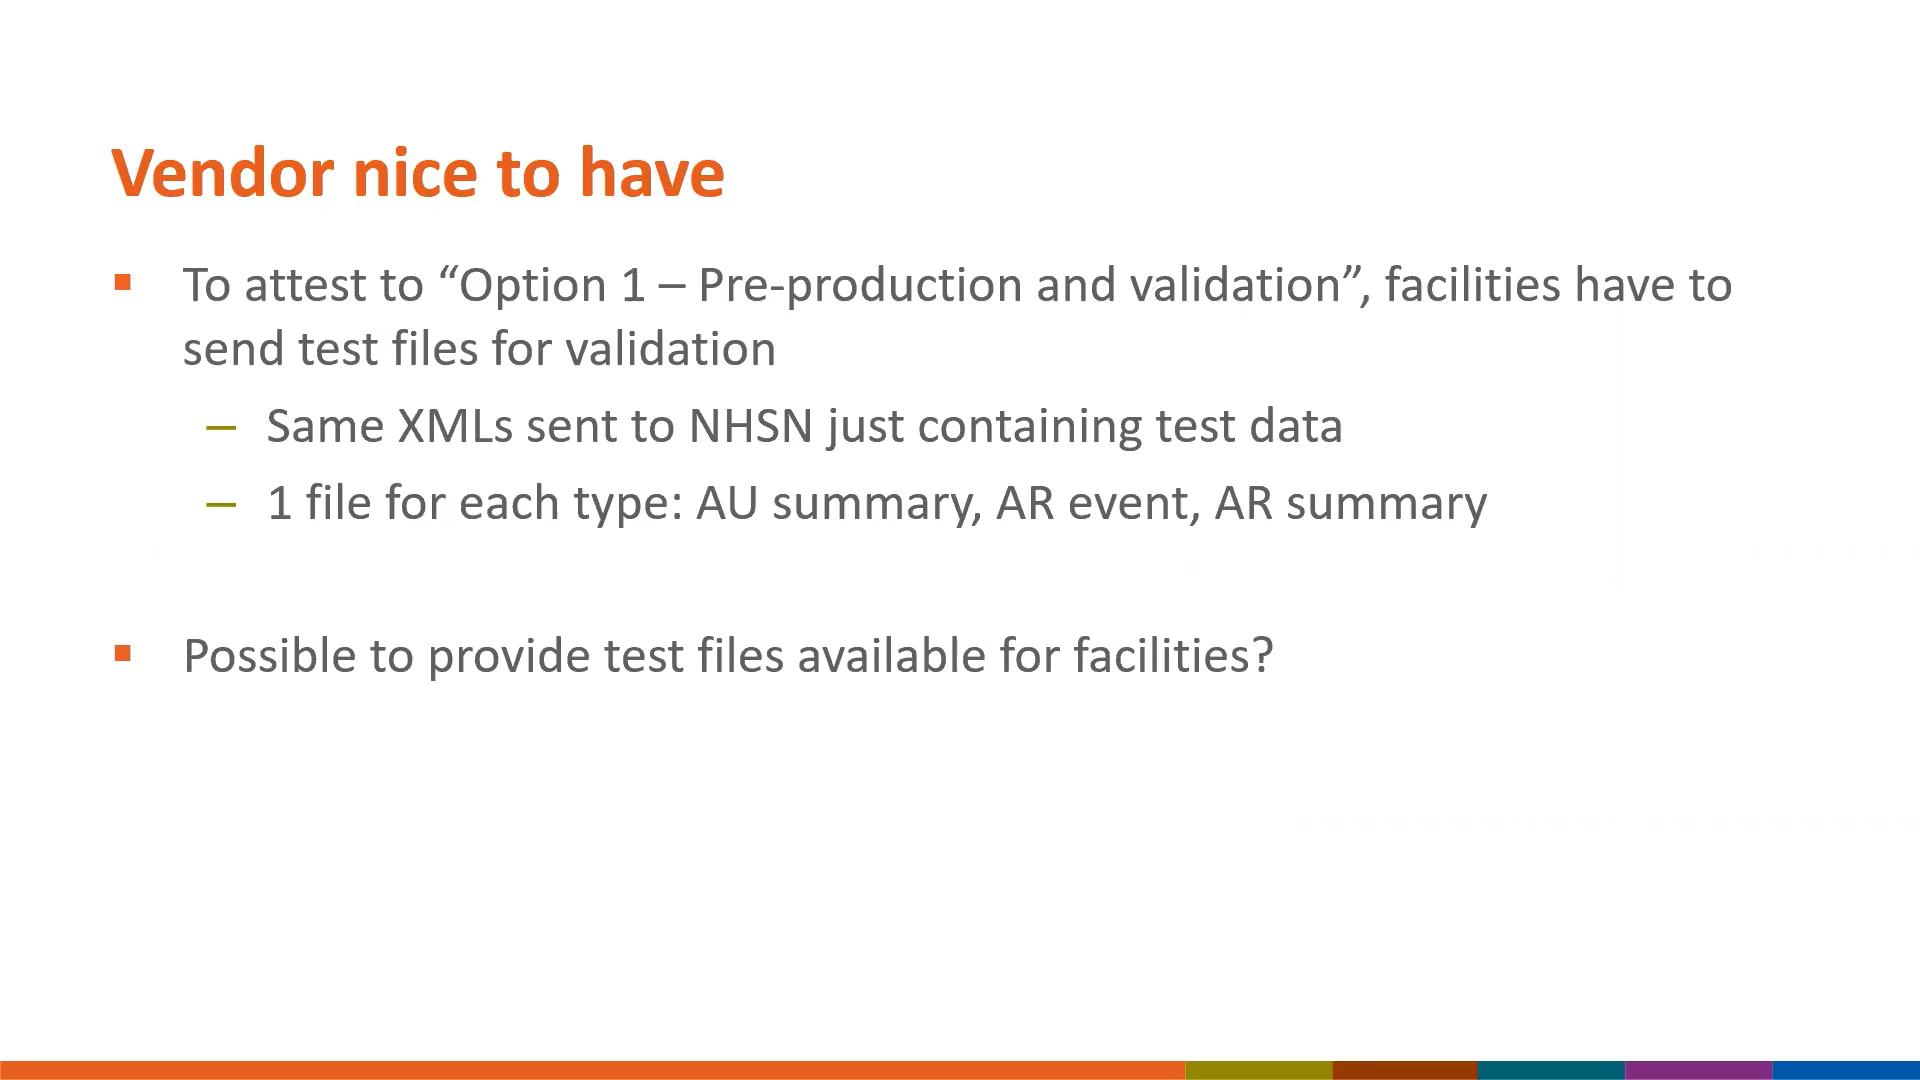 Vendor nice to have
▪ To attest to “Option 1 – Pre-production and validation”, facilities have to
send test files for validation
– Same XMLs sent to NHSN just containing test data
– 1 file for each type: AU summary, AR event, AR summary
▪ Possible to provide test files available for facilities?